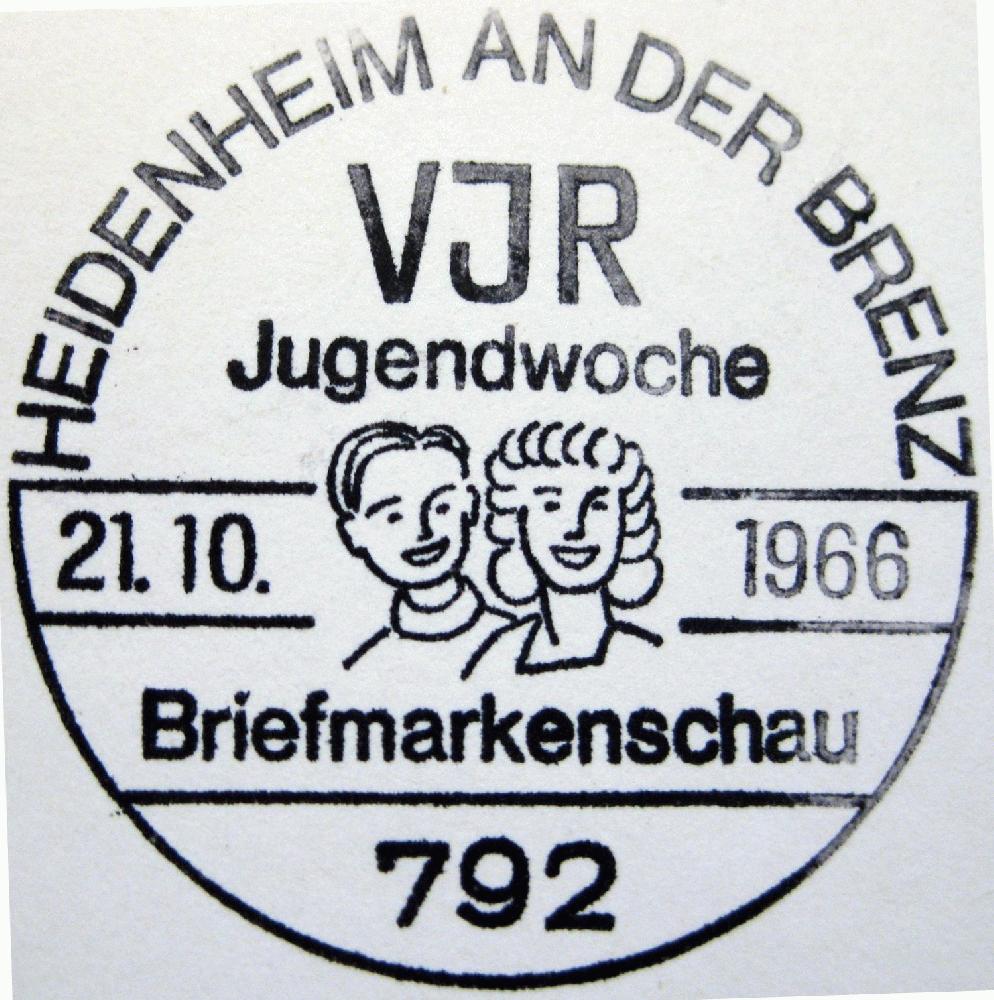 HEIDENHEIM AN DER BRENZ
VJR
Jugendwoche
21. 10. 1966
Briefmarkenschau
792